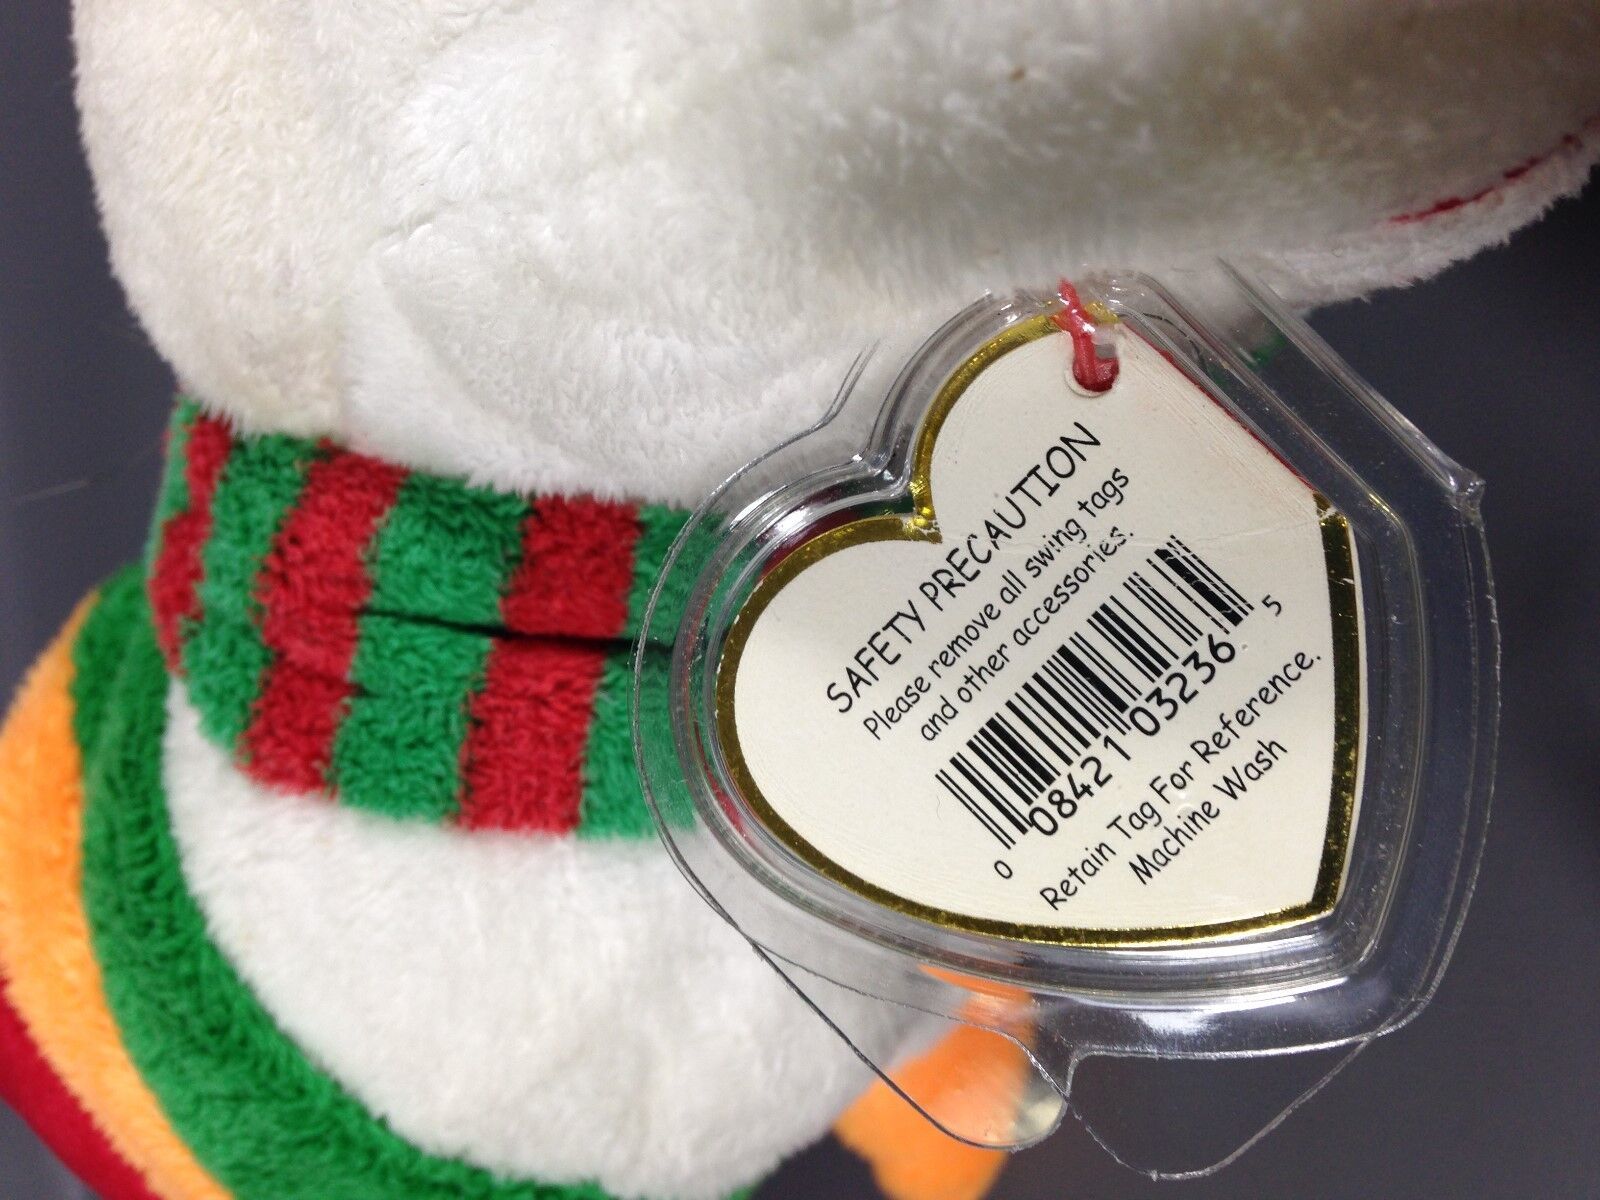 SAFETY PRECAUTION
Please remove all swing tags
and other accessories.
0 08421 03236 5
Retain Tag For Reference.
Machine Wash